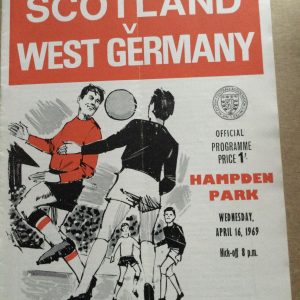 SCOTLAND
v
WEST GERMANY
OFFICIAL
PROGRAMME
PRICE 1/-
HAMPDEN
PARK
WEDNESDAY,
APRIL 16, 1969
Kick-off 8 p.m.